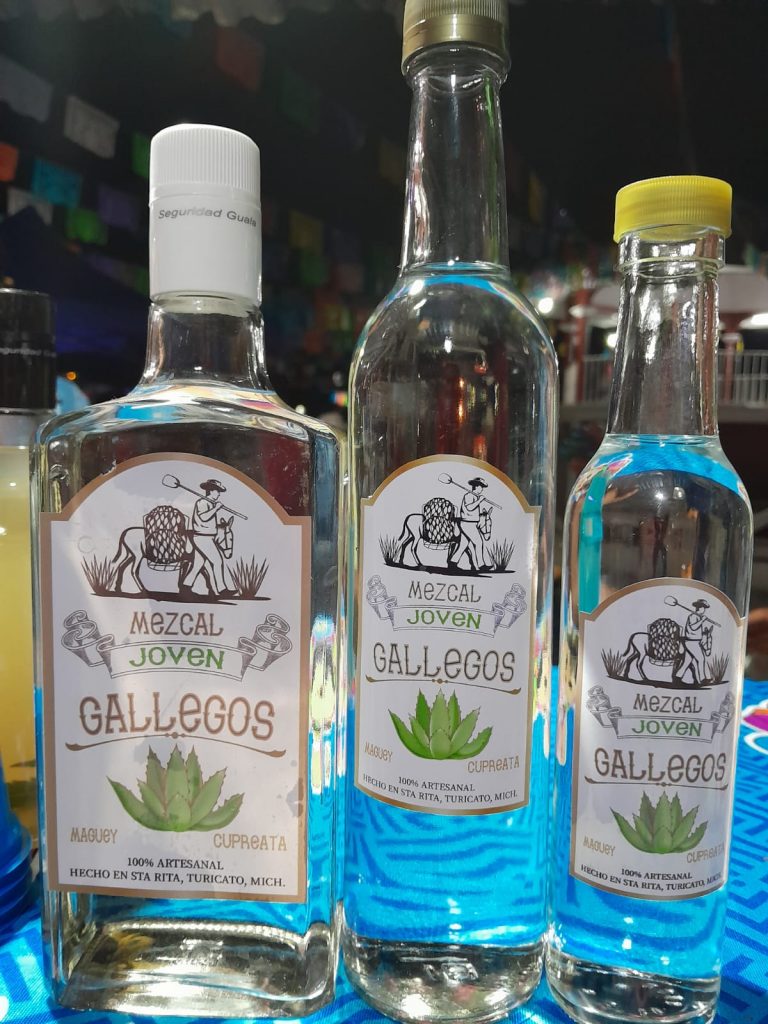 Seguridad Guala
MEZCAL
JOVEN
GALLEGOS
MAGUEY CUPREATA
100% ARTESANAL
HECHO EN STA RITA, TURICATO, MICH.
MEZCAL
JOVEN
GALLEGOS
MAGUEY CUPREATA
100% ARTESANAL
HECHO EN STA RITA, TURICATO, MICH.
MEZCAL
JOVEN
GALLEGOS
MAGUEY CUPREATA
100% ARTESANAL
HECHO EN STA RITA, TURICATO, MICH.